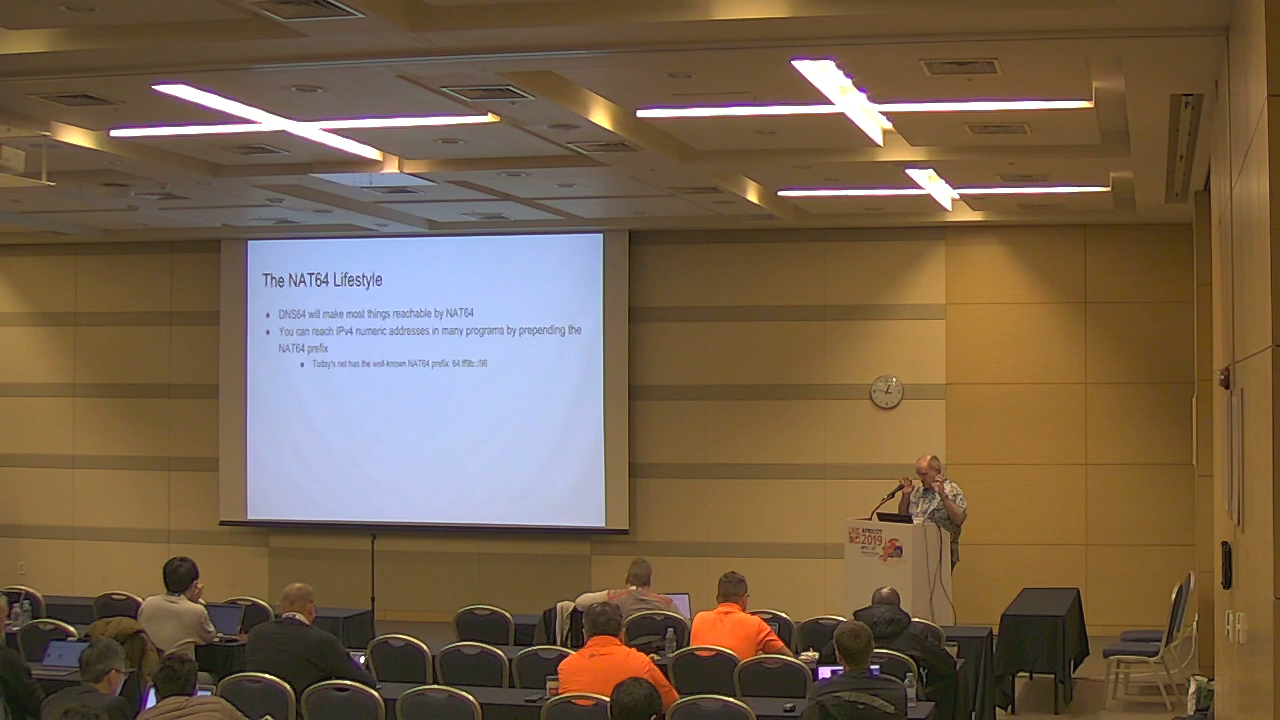 The NAT64 Lifestyle
DNS64 will make most things reachable by NAT64
You can reach IPv4 numeric addresses in many programs by prepending the
NAT64 prefix
Today's net has the well-known NAT64 prefix: 64:ff9b::/96
APRICOT
2019